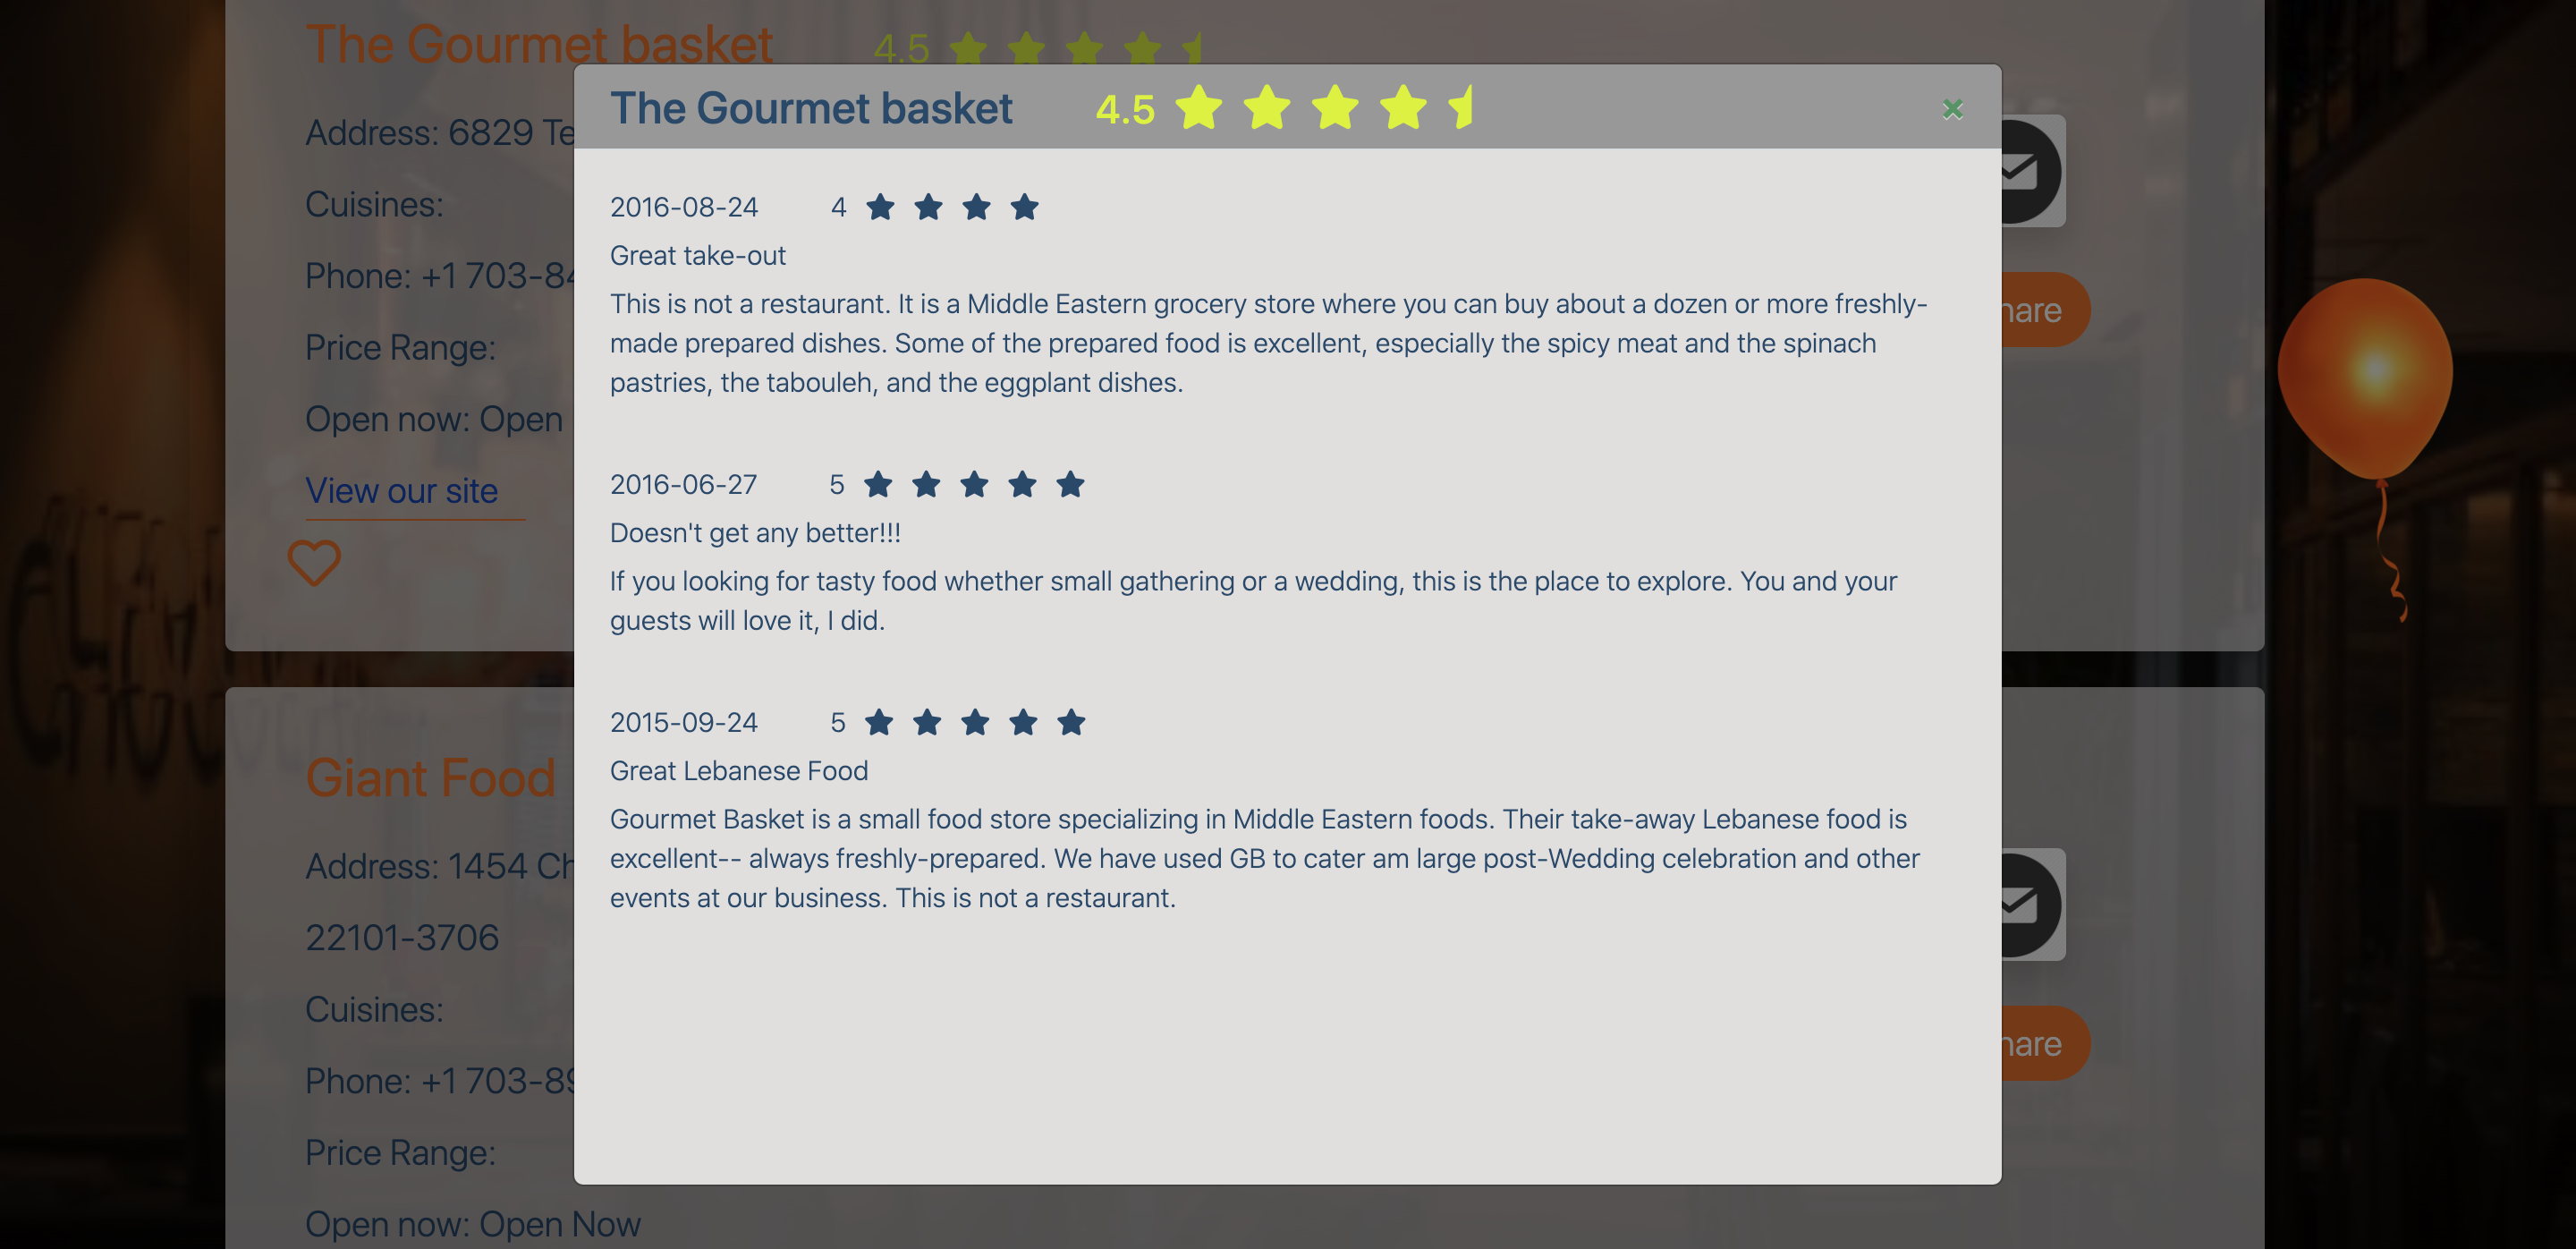 The Gourmet basket 4.5
The Gourmet basket 4.5
Address: 6829
Cuisines:
Phone: +1 703-
Price Range:
Open now: Open
View our site
2016-08-24 4
Great take-out
This is not a restaurant. It is a Middle Eastern grocery store where you can buy about a dozen or more freshly-
made prepared dishes. Some of the prepared food is excellent, especially the spicy meat and the spinach
pastries, the tabouleh, and the eggplant dishes.
2016-06-27 5
Doesn't get any better!!!
If you looking for tasty food whether small gathering or a wedding, this is the place to explore. You and your
guests will love it, I did.
2015-09-24 5
Great Lebanese Food
Gourmet Basket is a small food store specializing in Middle Eastern foods. Their take-away Lebanese food is
excellent-- always freshly-prepared. We have used GB to cater am large post-Wedding celebration and other
events at our business. This is not a restaurant.
Giant Food
Address: 1454
22101-3706
Cuisines:
Phone: +1 703-
Price Range:
Open now: Open Now